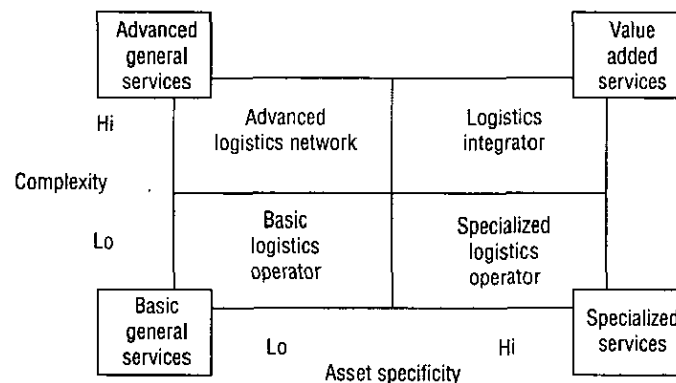 Advanced
general
services
Value
added
services
Hi
Advanced
logistics network
Logistics
integrator
Complexity
Lo
Basic
logistics
operator
Specialized
logistics
operator
Basic
general
services
Lo
Hi
Specialized
services
Asset specificity